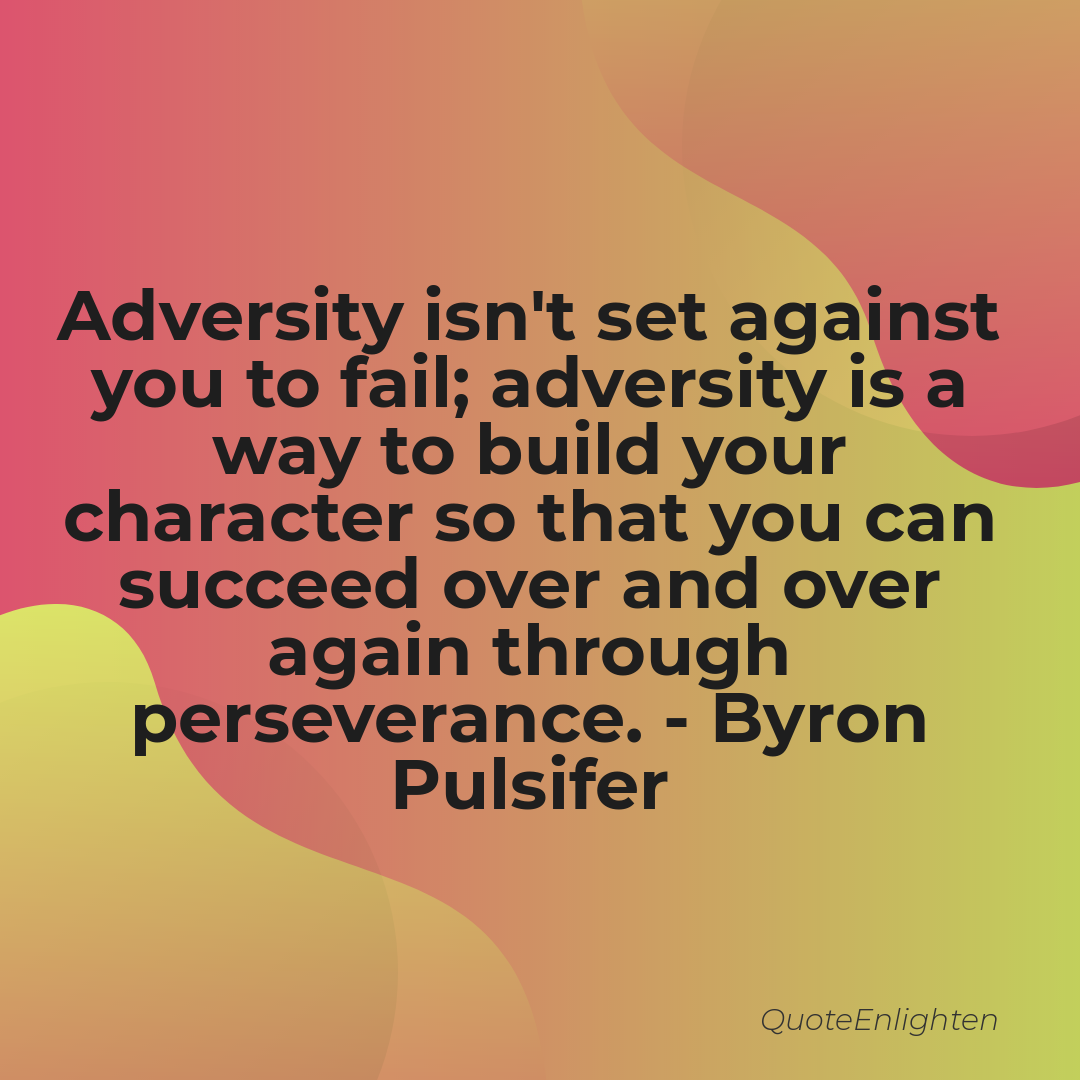 Adversity isn't set against
you to fail; adversity is a
way to build your
character so that you can
succeed over and over
again through
perseverance. - Byron
Pulsifer
QuoteEnlighten